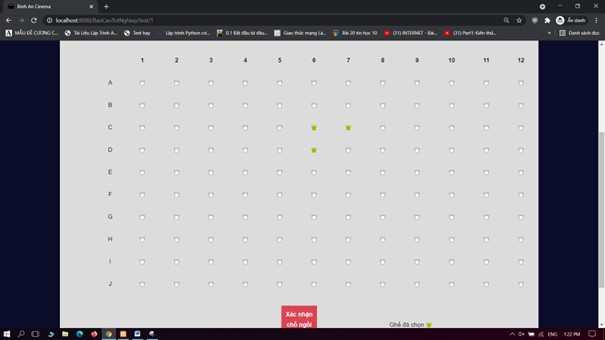 Bình An Cinema
localhost:8080/BaoCaoTotNghiep/test/1
Ẩn danh
MẪU ĐỀ CƯƠNG C...
Tài Liệu Lập Trình A...
Test hay
Lập trình Python cơ...
0.1 Bắt đầu từ đâu...
Giao thức mạng Là...
Bài 20 tin học 10
(31) INTERNET - Bài...
(31) Part1: Kiến thứ...
»
Danh sách đọc
1 2 3 4 5 6 7 8 9 10 11 12
A
B
C
D
E
F
G
H
I
J
Xác nhận
chỗ ngồi
Ghế đã chọn
ENG 1:22 PM